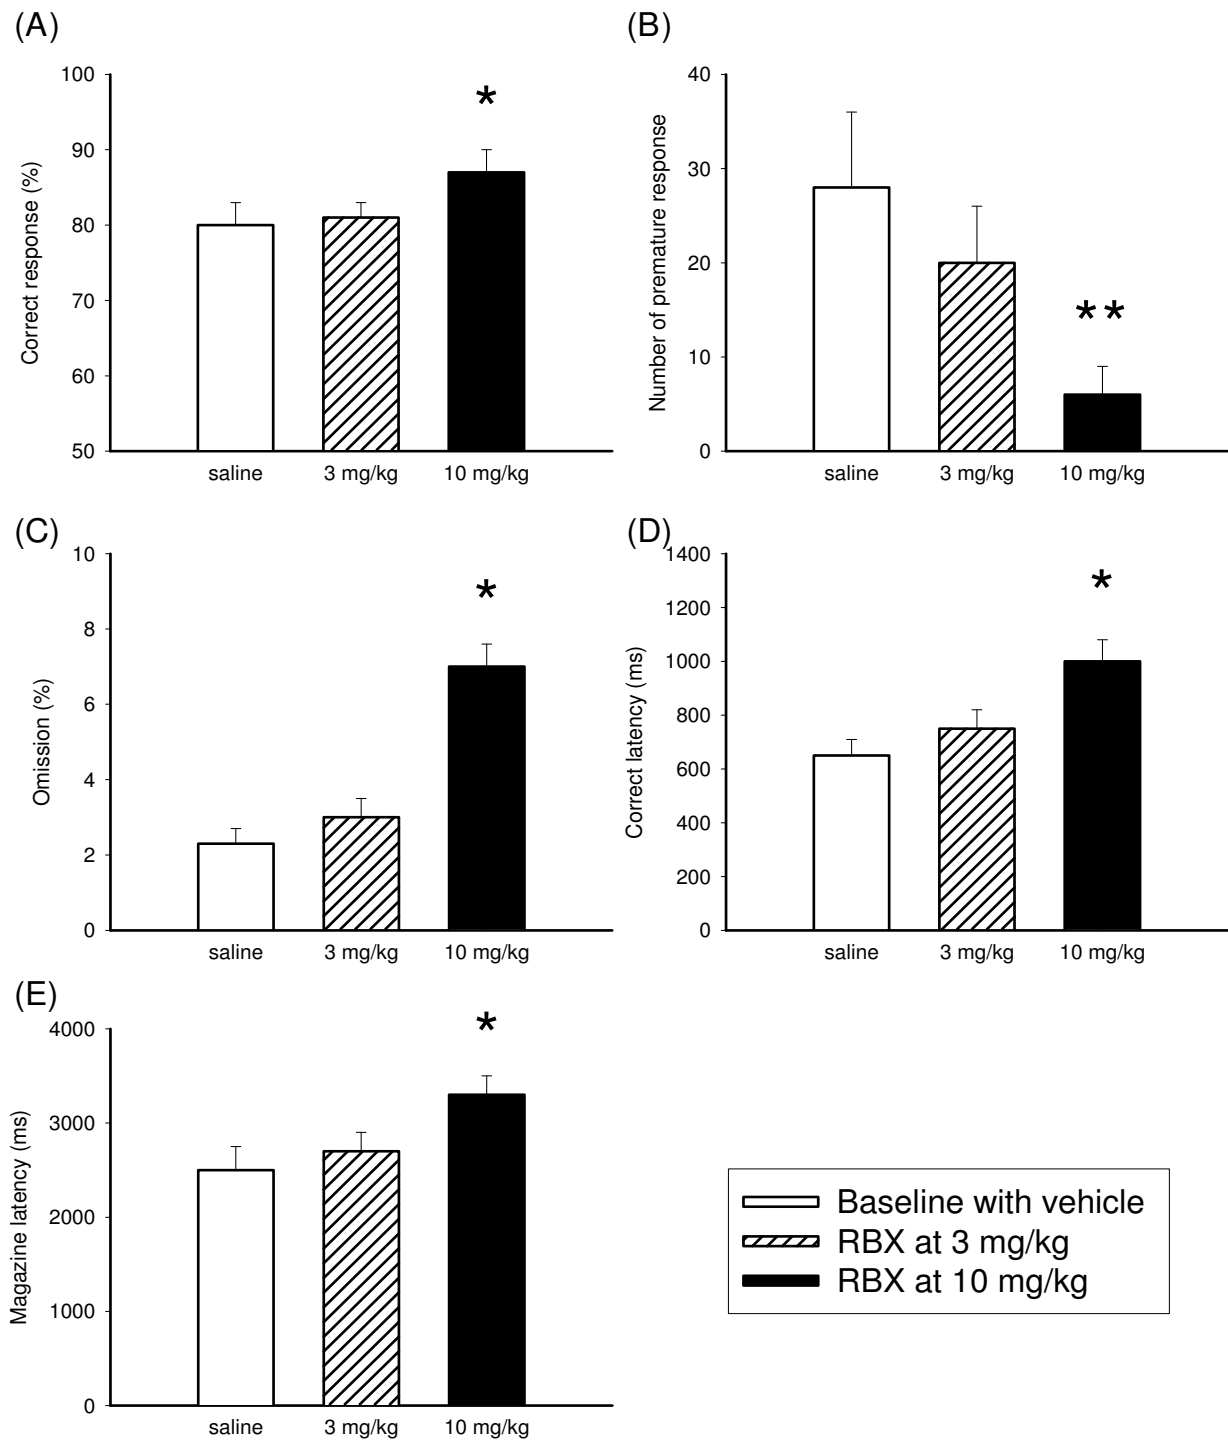 (A)
Correct response (%)
100
90
80
70
60
50
*
saline 3 mg/kg 10 mg/kg
(B)
Number of premature response
40
30
20
10
0
**
saline 3 mg/kg 10 mg/kg
(C)
Omission (%)
10
8
6
4
2
0
*
saline 3 mg/kg 10 mg/kg
(D)
Correct latency (ms)
1400
1200
1000
800
600
400
200
0
*
saline 3 mg/kg 10 mg/kg
(E)
Magazine latency (ms)
4000
3000
2000
1000
0
*
saline 3 mg/kg 10 mg/kg
Baseline with vehicle
RBX at 3 mg/kg
RBX at 10 mg/kg